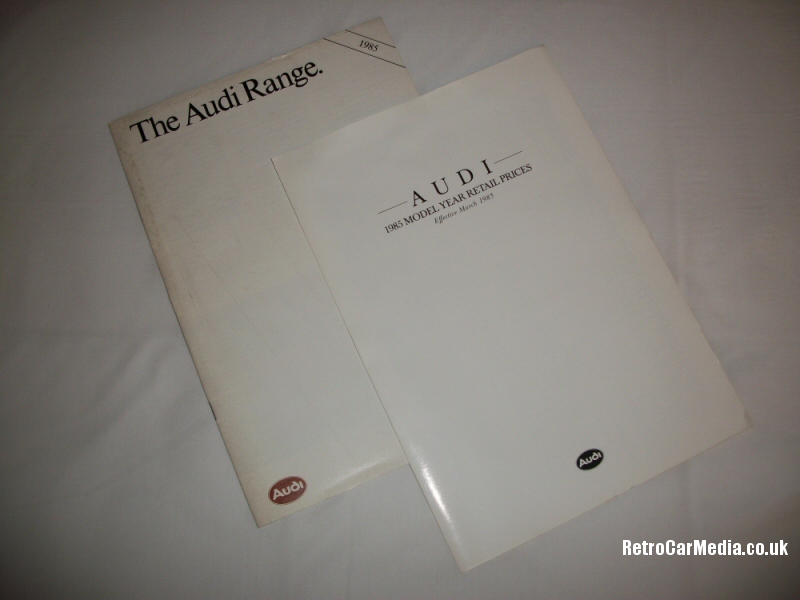 1985
The Audi Range.
AUDI
1985 MODEL YEAR RETAIL PRICES
Effective March 1985
Audi
Audi
RetroCarMedia.co.uk